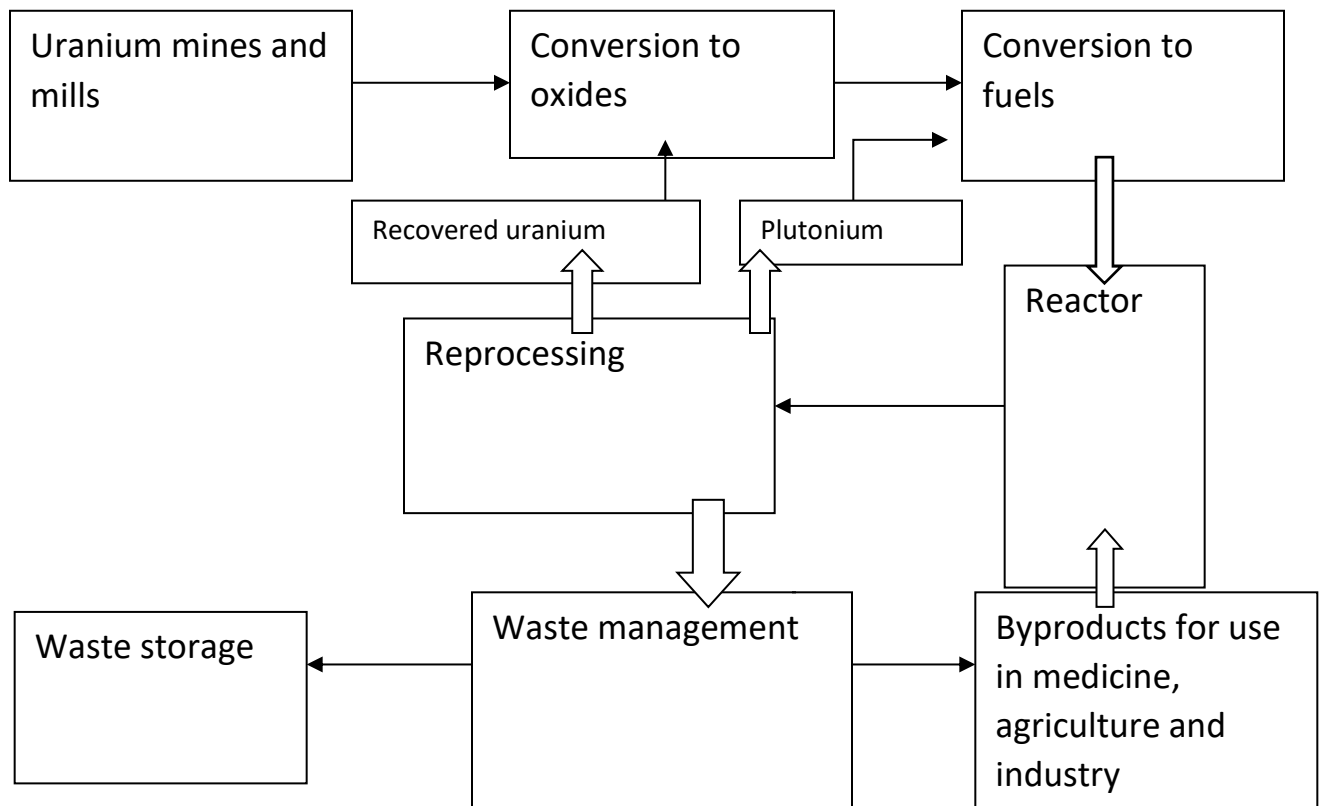 Uranium mines and
mills
Conversion to
oxides
Conversion to
fuels
Recovered uranium
Plutonium
Reactor
Reprocessing
Waste storage
Waste management
Byproducts for use
in medicine,
agriculture and
industry